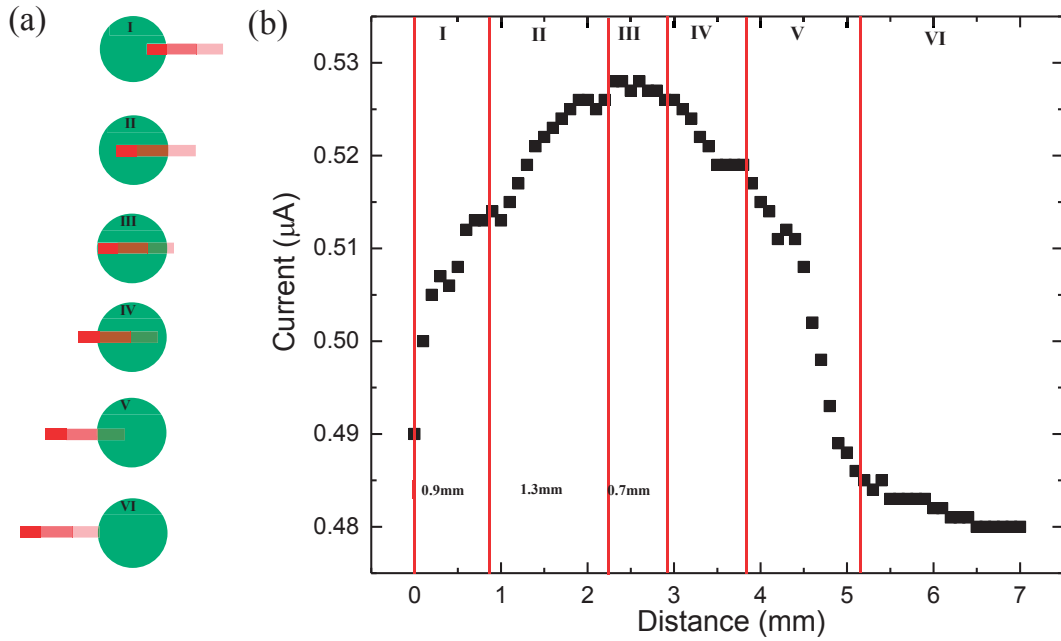 (a)
I
II
III
IV
V
VI
(b)
I II III IV V VI
0.53
0.52
0.51
0.50
0.49
0.48
Current (μA)
0.9mm 1.3mm 0.7mm
0 1 2 3 4 5 6 7
Distance (mm)